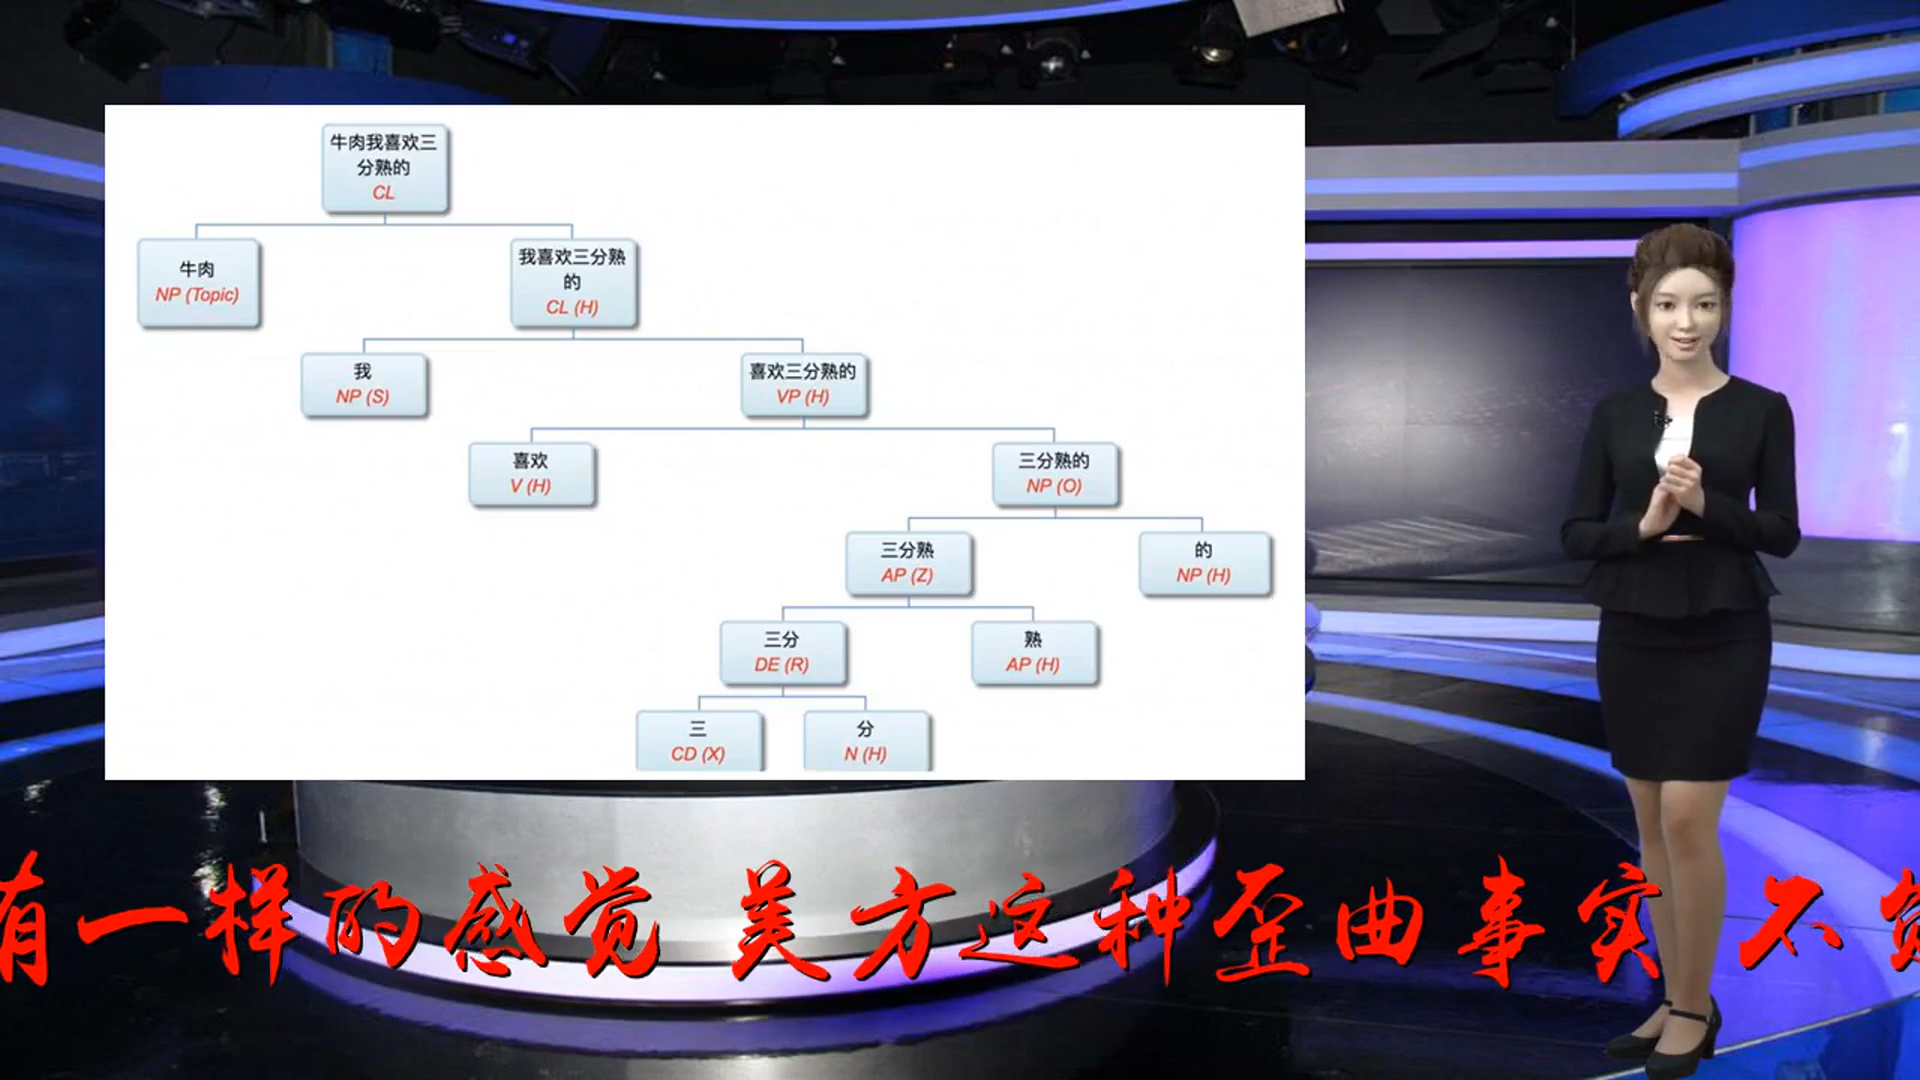 牛肉我喜欢三
分熟的
CL
牛肉
NP (Topic)
我喜欢三分熟
的
CL (H)
我
NP (S)
喜欢三分熟的
VP (H)
喜欢
V (H)
三分熟的
NP (O)
三分熟
AP (Z)
的
NP (H)
三分
DE (R)
熟
AP (H)
三
CD (X)
分
N (H)
有一样的感觉 美方这种歪曲事实 不负